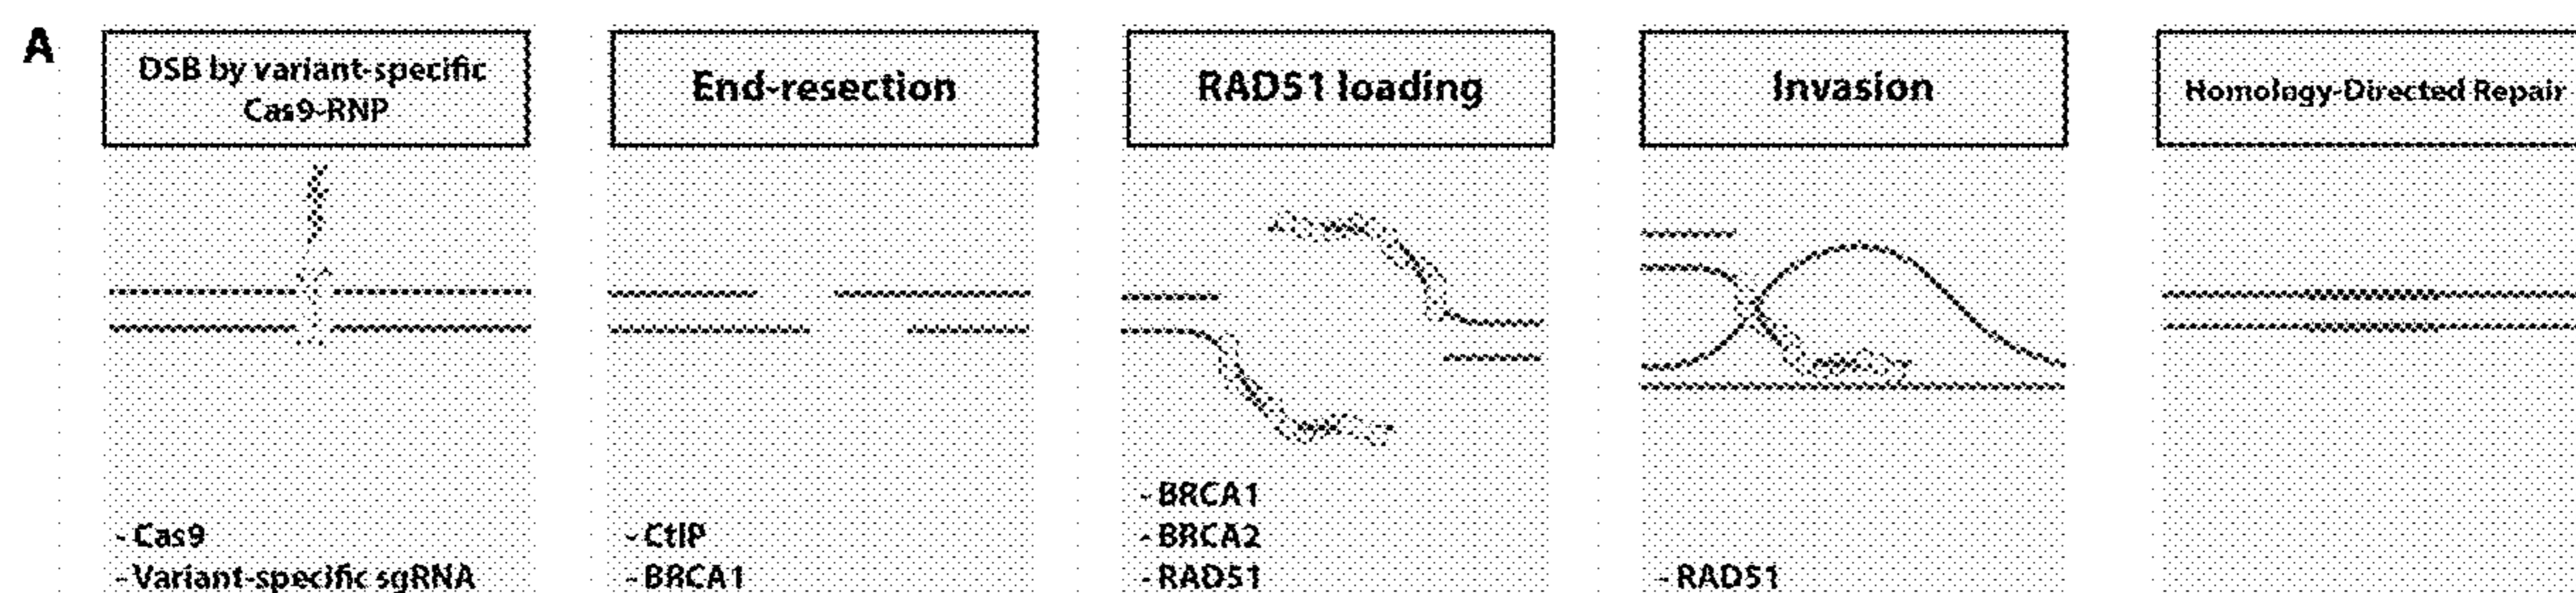 A
DSB by variant-specific
Cas9-RNP
End-resection
RAD51 loading
Invasion
Homology-Directed Repair
- Cas9
- Variant-specific sgRNA
- CtIP
- BRCA1
- BRCA1
- BRCA2
- RAD51
- RAD51